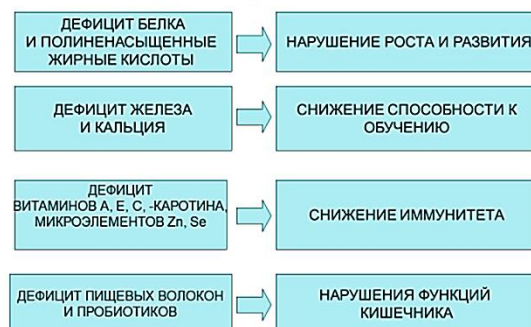 ДЕФИЦИТ БЕЛКА
И ПОЛИНЕНАСЫЩЕННЫЕ
ЖИРНЫЕ КИСЛОТЫ
НАРУШЕНИЕ РОСТА И РАЗВИТИЯ
ДЕФИЦИТ ЖЕЛЕЗА
И КАЛЬЦИЯ
СНИЖЕНИЕ СПОСОБНОСТИ К
ОБУЧЕНИЮ
ДЕФИЦИТ
ВИТАМИНОВ А, Е, С, -КАРОТИНА,
МИКРОЭЛЕМЕНТОВ Zn, Se
СНИЖЕНИЕ ИММУНИТЕТА
ДЕФИЦИТ ПИЩЕВЫХ ВОЛОКОН
И ПРОБИОТИКОВ
НАРУШЕНИЯ ФУНКЦИЙ
КИШЕЧНИКА